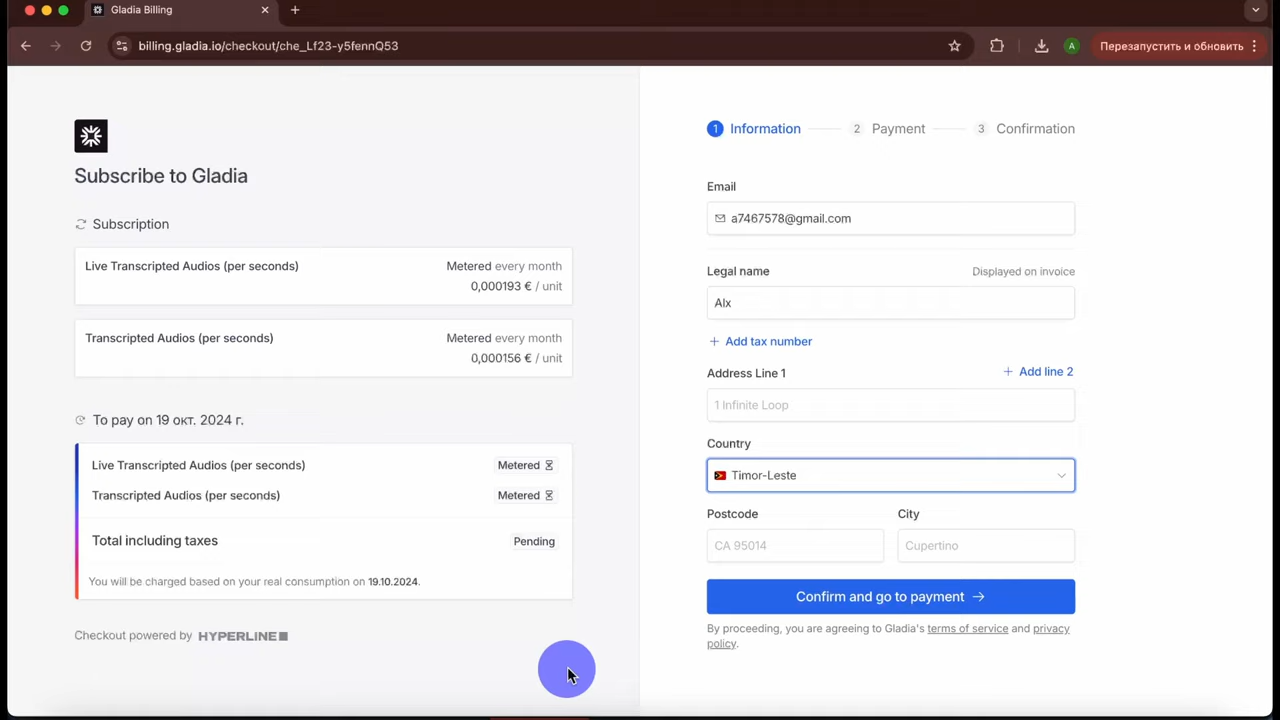 Gladia Billing
billing.gladia.io/checkout/che_Lf23-y5fennQ53
A
Перезапустить и обновить
Subscribe to Gladia
Subscription
Live Transcripted Audios (per seconds)
Metered every month
0,000193 € / unit
Transcripted Audios (per seconds)
Metered every month
0,000156 € / unit
To pay on 19 окт. 2024 г.
Live Transcripted Audios (per seconds)
Metered
Transcripted Audios (per seconds)
Metered
Total including taxes
Pending
You will be charged based on your real consumption on 19.10.2024.
Checkout powered by HYPERLINE
1 Information
2 Payment
3 Confirmation
Email
a7467578@gmail.com
Legal name
Displayed on invoice
Alx
+ Add tax number
Address Line 1
+ Add line 2
1 Infinite Loop
Country
Timor-Leste
Postcode
City
CA 95014
Cupertino
Confirm and go to payment →
By proceeding, you are agreeing to Gladia's terms of service and privacy
policy.